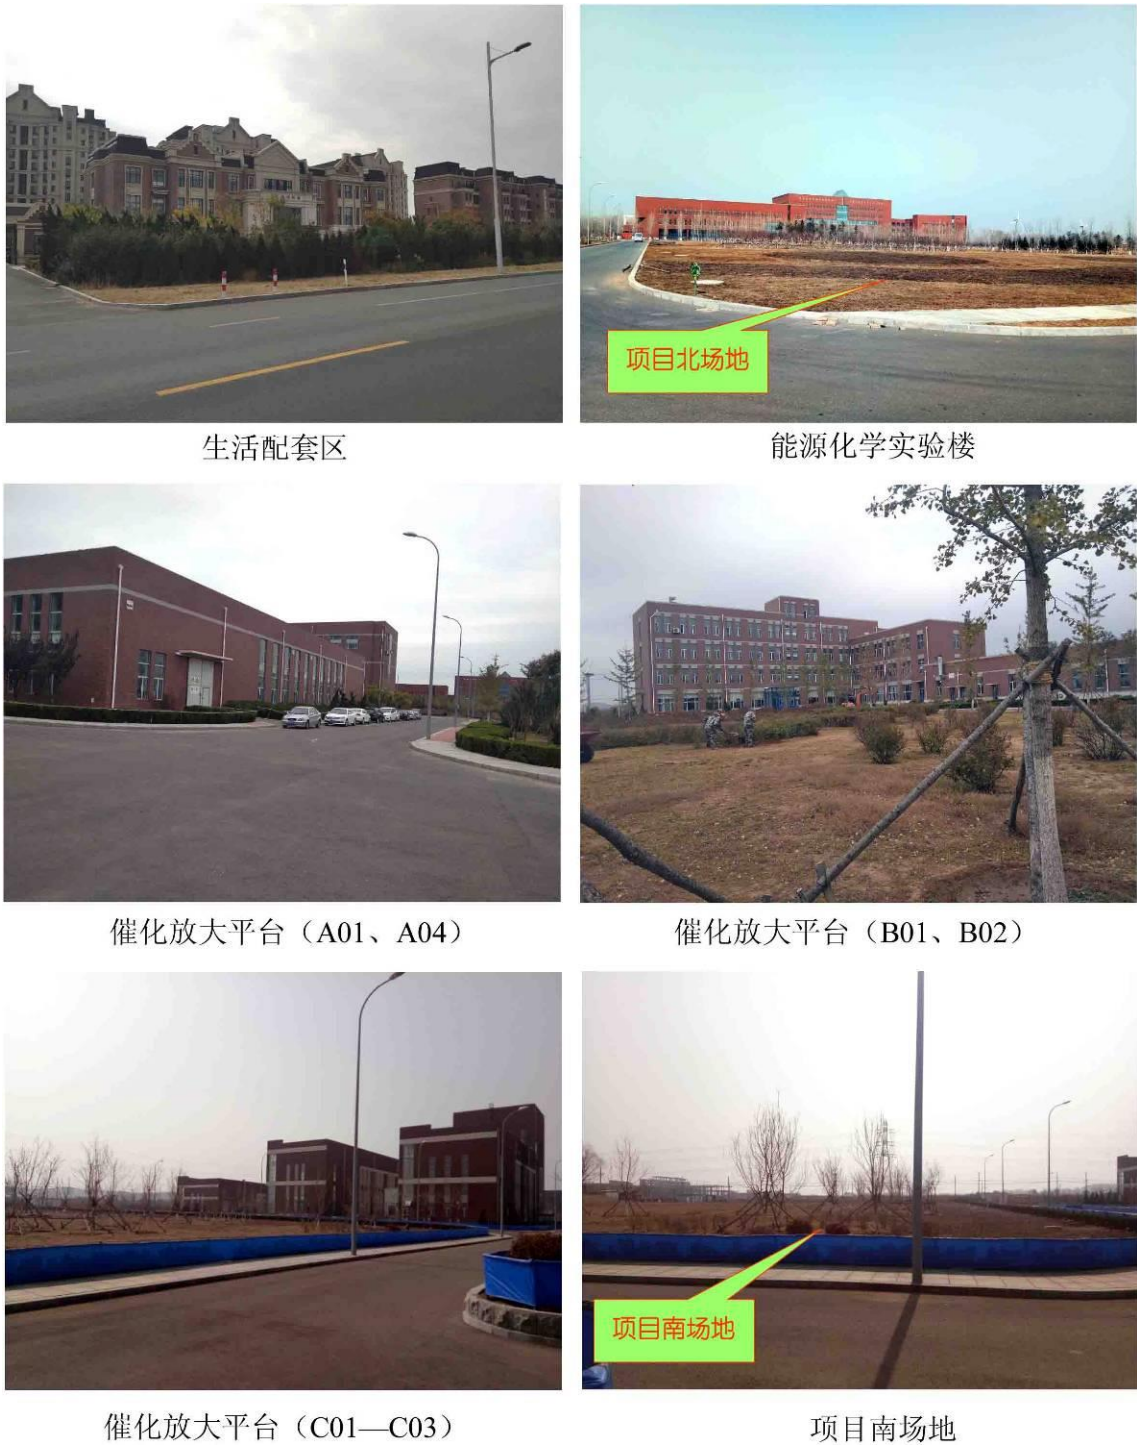 项目北场地
生活配套区
能源化学实验楼
催化放大平台（A01、A04）
催化放大平台（B01、B02）
项目南场地
催化放大平台（C01—C03）
项目南场地